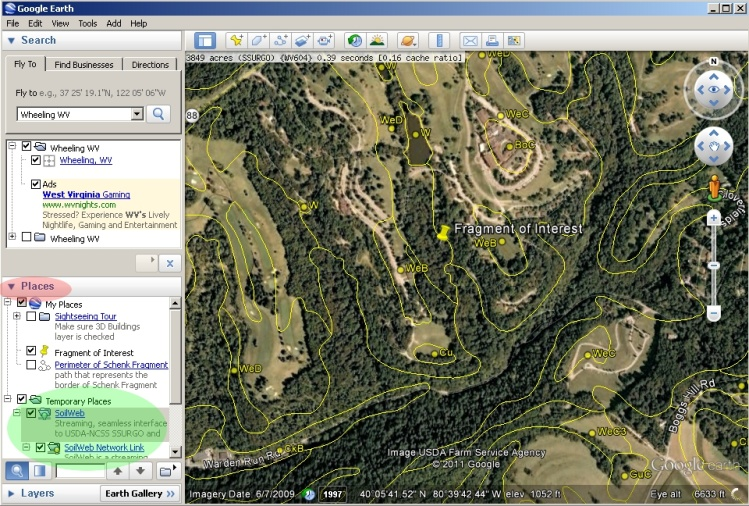 Google Earth
File Edit View Tools Add Help
Search
Fly To Find Businesses Directions
Fly to e.g., 37 25' 19.1"N, 122 05' 06"W
Wheeling WV
Wheeling WV
Wheeling, WV
Ads
West Virginia Gaming
www.wvnights.com
Stressed? Experience WV's Lively
Nightlife, Gaming and Entertainment
Wheeling WV
Places
My Places
Sightseeing Tour
Make sure 3D Buildings
layer is checked
Fragment of Interest
Perimeter of Schenk Fragment
path that represents the
border of Schenk Fragment
Temporary Places
SoilWeb
Streaming, seamless interface
to USDA-NCSS SSURGO and
SoilWeb Network Link
SoilWeb is a streaming
Layers
Earth Gallery >>
3849 acres (SSURGO) {WV604} 0.39 seconds [0.16 cache ratio]
W
WeD
N
88
WeC
WeD
W
BoC
W
Fragment of Interest
WeB
WeB
Cu
WeC
WeD
Boggs Hill Rd
WeC3
CkB
Warden Run Rd
GuC
Image USDA Farm Service Agency
© 2011 Google
Google earth
Imagery Date: 6/7/2009 1997 40°05'41.52" N 80°39'42.44" W elev 1052 ft Eye alt 6633 ft